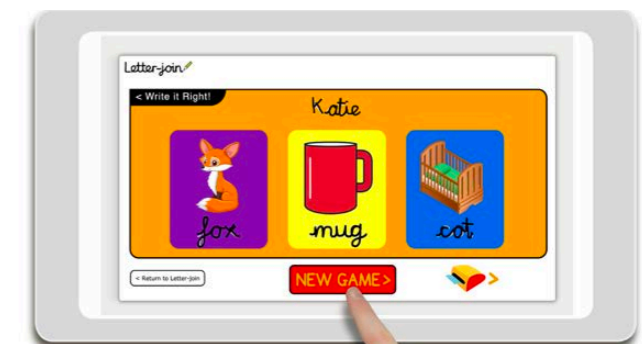 Letter-join
< Write it Right!
Katie
fox mug cot
< Return to Letter-join
NEW GAME>
>